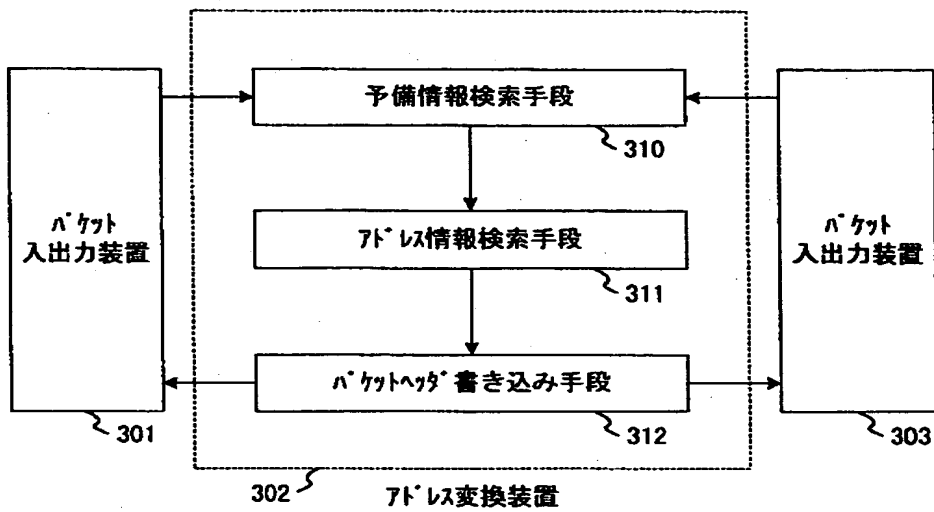 予備情報検索手段
310
パケット
入出力装置
301
アドレス情報検索手段
311
パケット
入出力装置
303
パケットヘッダ書き込み手段
312
302
アドレス変換装置